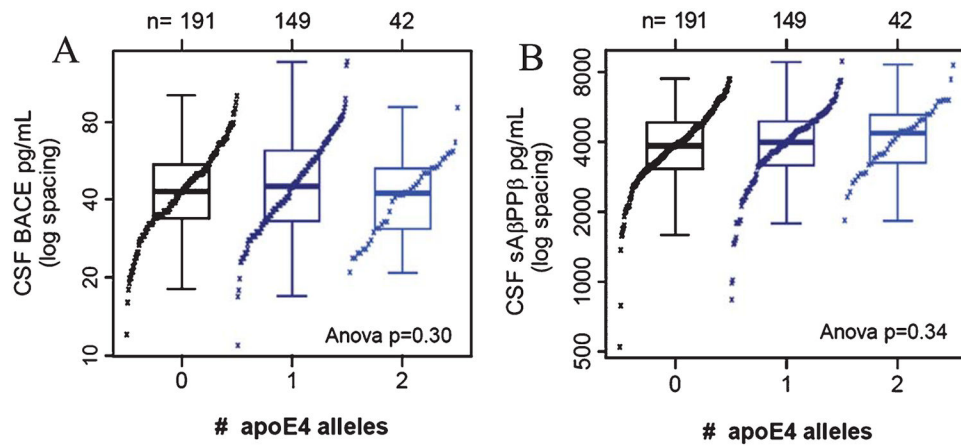 n= 191 149 42
A
CSF BACE pg/mL
(log spacing)
80
40
20
10
Anova p=0.30
0 1 2
# apoE4 alleles
n= 191 149 42
B
CSF sAβPPβ pg/mL
(log spacing)
8000
4000
2000
1000
500
Anova p=0.34
0 1 2
# apoE4 alleles